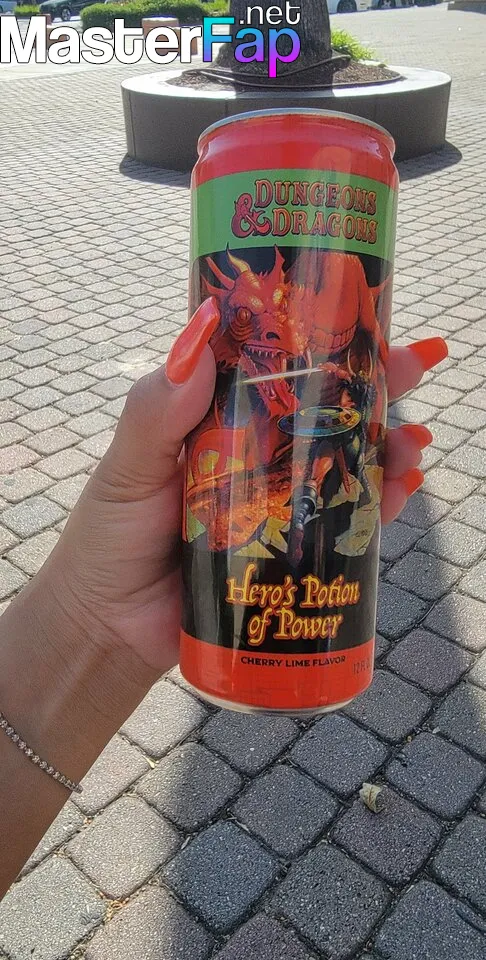 .net
MasterFap
DUNGEONS
& DRAGONS
Hero's Potion
of Power
CHERRY LIME FLAVOR
12 FL